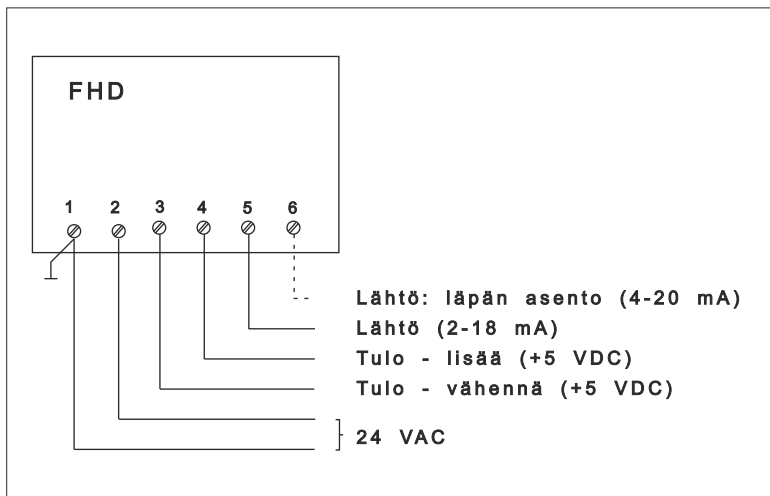 FHD
1 2 3 4 5 6
Lähtö: läpän asento (4-20 mA)
Lähtö (2-18 mA)
Tulo - lisää (+5 VDC)
Tulo - vähennä (+5 VDC)
24 VAC